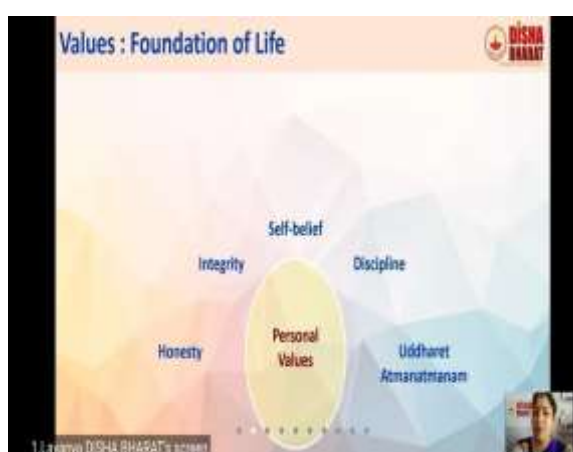 Values : Foundation of Life
DISHA
BHARAT
Self-belief
Integrity
Discipline
Personal
Values
Honesty
Uddharet
Atmanatmanam
DISHA BHARAT's screen